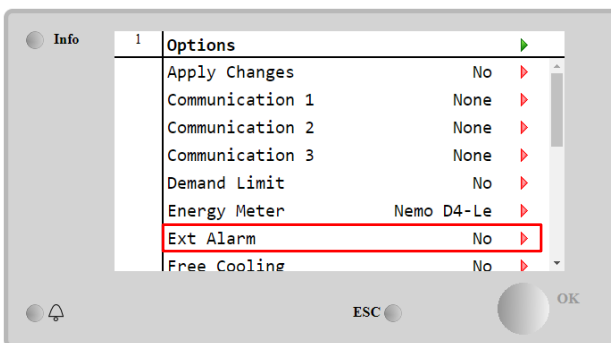 Info
1 Options
Apply Changes No
Communication 1 None
Communication 2 None
Communication 3 None
Demand Limit No
Energy Meter Nemo D4-Le
Ext Alarm No
Free Cooling No
ESC
OK